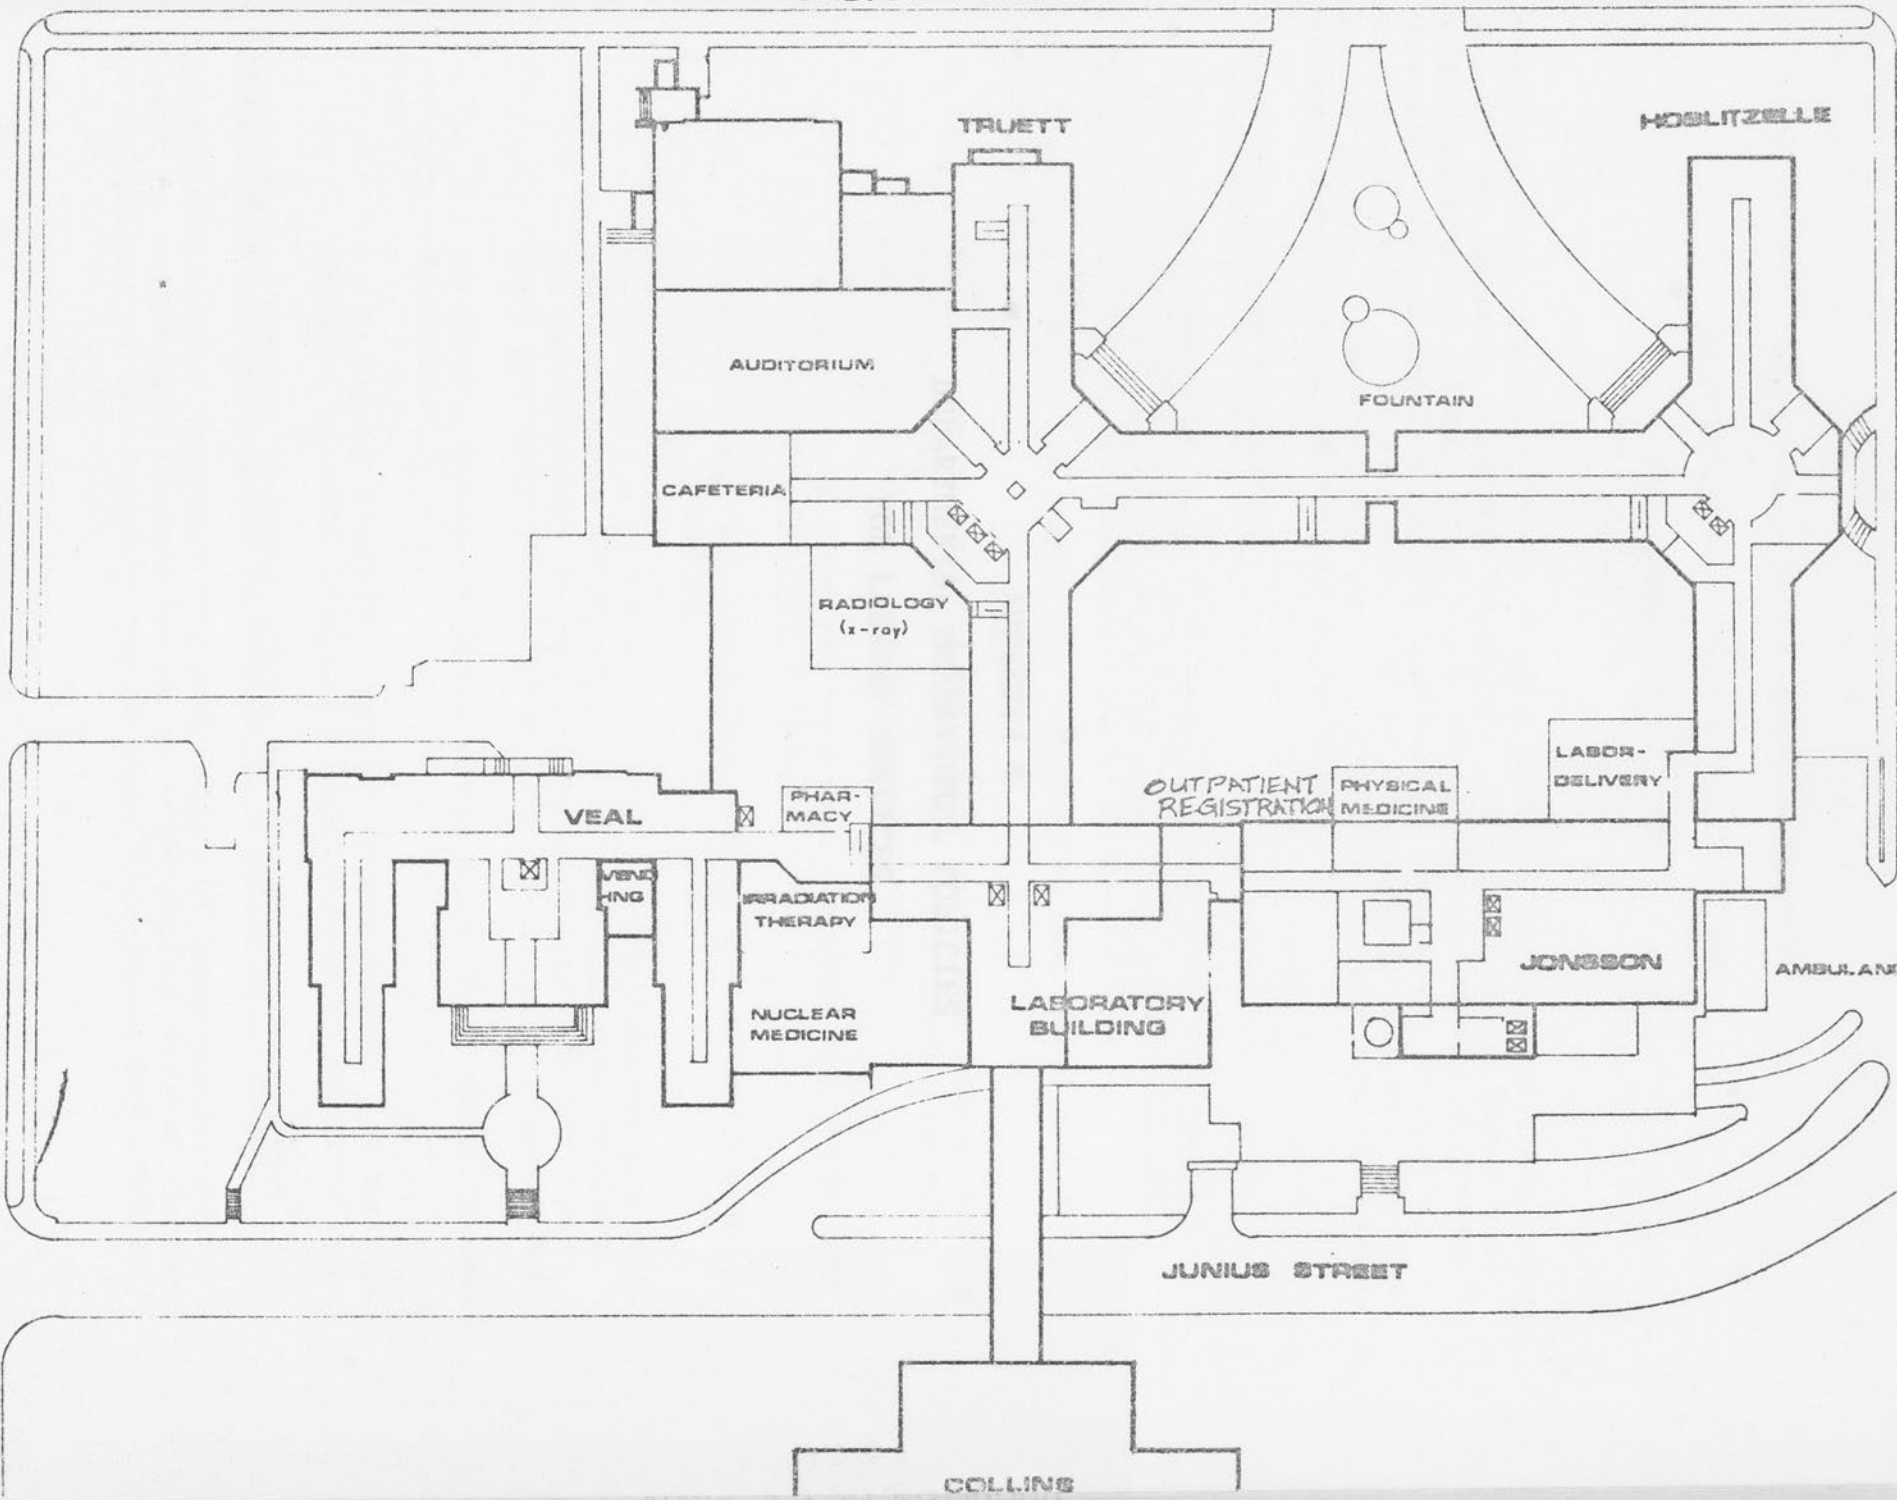 TRUETT
HOBLITZELLE
AUDITORIUM
FOUNTAIN
CAFETERIA
RADIOLOGY
(x-ray)
LABOR-
DELIVERY
OUTPATIENT
REGISTRATION
PHYSICAL
MEDICINE
PHAR-
MACY
VEAL
VEND
ING
IRRADIATION
THERAPY
JONSSON
AMBULAN
LABORATORY
BUILDING
NUCLEAR
MEDICINE
JUNIUS STREET
COLLINS